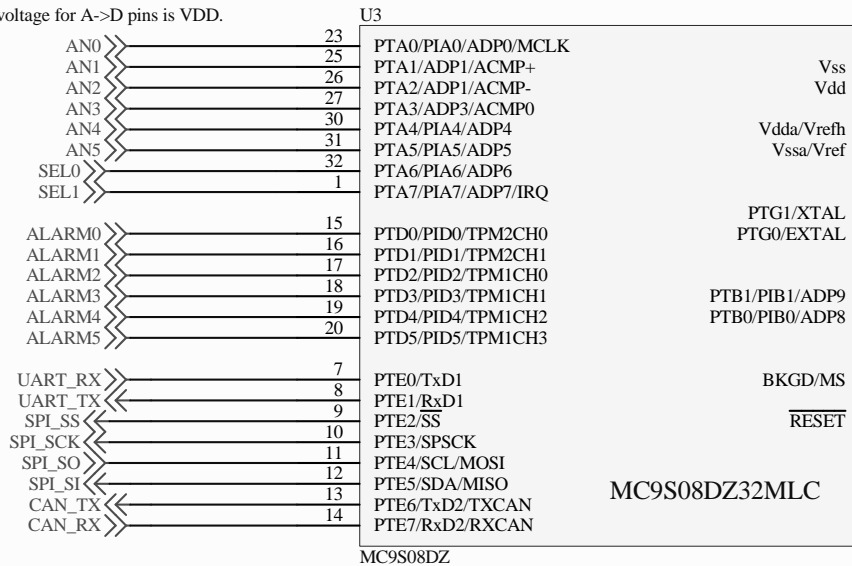 voltage for A->D pins is VDD.
U3
AN0 23 PTA0/PIA0/ADP0/MCLK
AN1 25 PTA1/ADP1/ACMP+ Vss
AN2 26 PTA2/ADP1/ACMP- Vdd
AN3 27 PTA3/ADP3/ACMP0
AN4 30 PTA4/PIA4/ADP4 Vdda/Vrefh
AN5 31 PTA5/PIA5/ADP5 Vssa/Vref
SEL0 32 PTA6/PIA6/ADP6
SEL1 1 PTA7/PIA7/ADP7/IRQ
PTG1/XTAL
ALARM0 15 PTD0/PID0/TPM2CH0 PTG0/EXTAL
ALARM1 16 PTD1/PID1/TPM2CH1
ALARM2 17 PTD2/PID2/TPM1CH0
ALARM3 18 PTD3/PID3/TPM1CH1 PTB1/PIB1/ADP9
ALARM4 19 PTD4/PID4/TPM1CH2 PTB0/PIB0/ADP8
ALARM5 20 PTD5/PID5/TPM1CH3
UART_RX 7 PTE0/TxD1 BKGD/MS
UART_TX 8 PTE1/RxD1
SPI_SS 9 PTE2/SS RESET
SPI_SCK 10 PTE3/SPSCK
SPI_SO 11 PTE4/SCL/MOSI
SPI_SI 12 PTE5/SDA/MISO
MC9S08DZ32MLC
CAN_TX 13 PTE6/TxD2/TXCAN
CAN_RX 14 PTE7/RxD2/RXCAN
MC9S08DZ